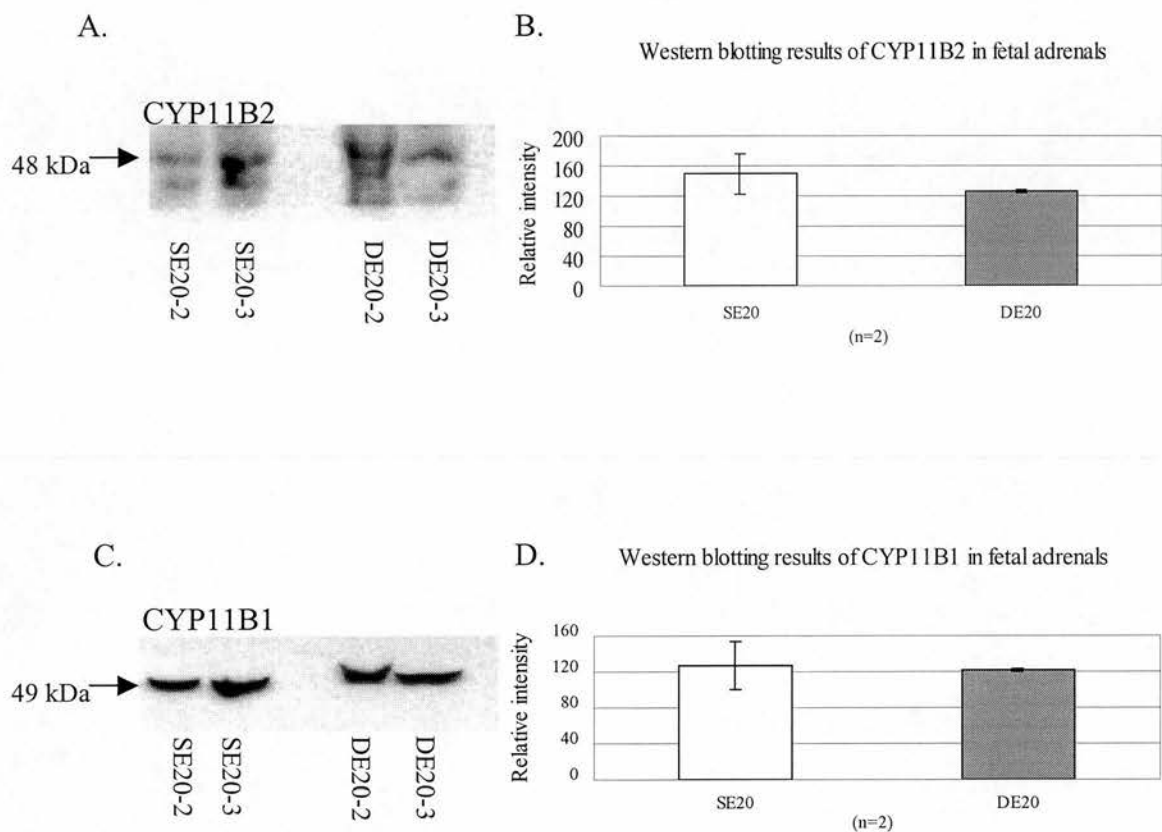 A.
CYP11B2
48 kDa
SE20-2
SE20-3
DE20-2
DE20-3
B.
Western blotting results of CYP11B2 in fetal adrenals
Relative intensity
200
160
120
80
40
0
SE20
DE20
(n=2)
C.
CYP11B1
49 kDa
SE20-2
SE20-3
DE20-2
DE20-3
D.
Western blotting results of CYP11B1 in fetal adrenals
Relative intensity
160
120
80
40
0
SE20
DE20
(n=2)